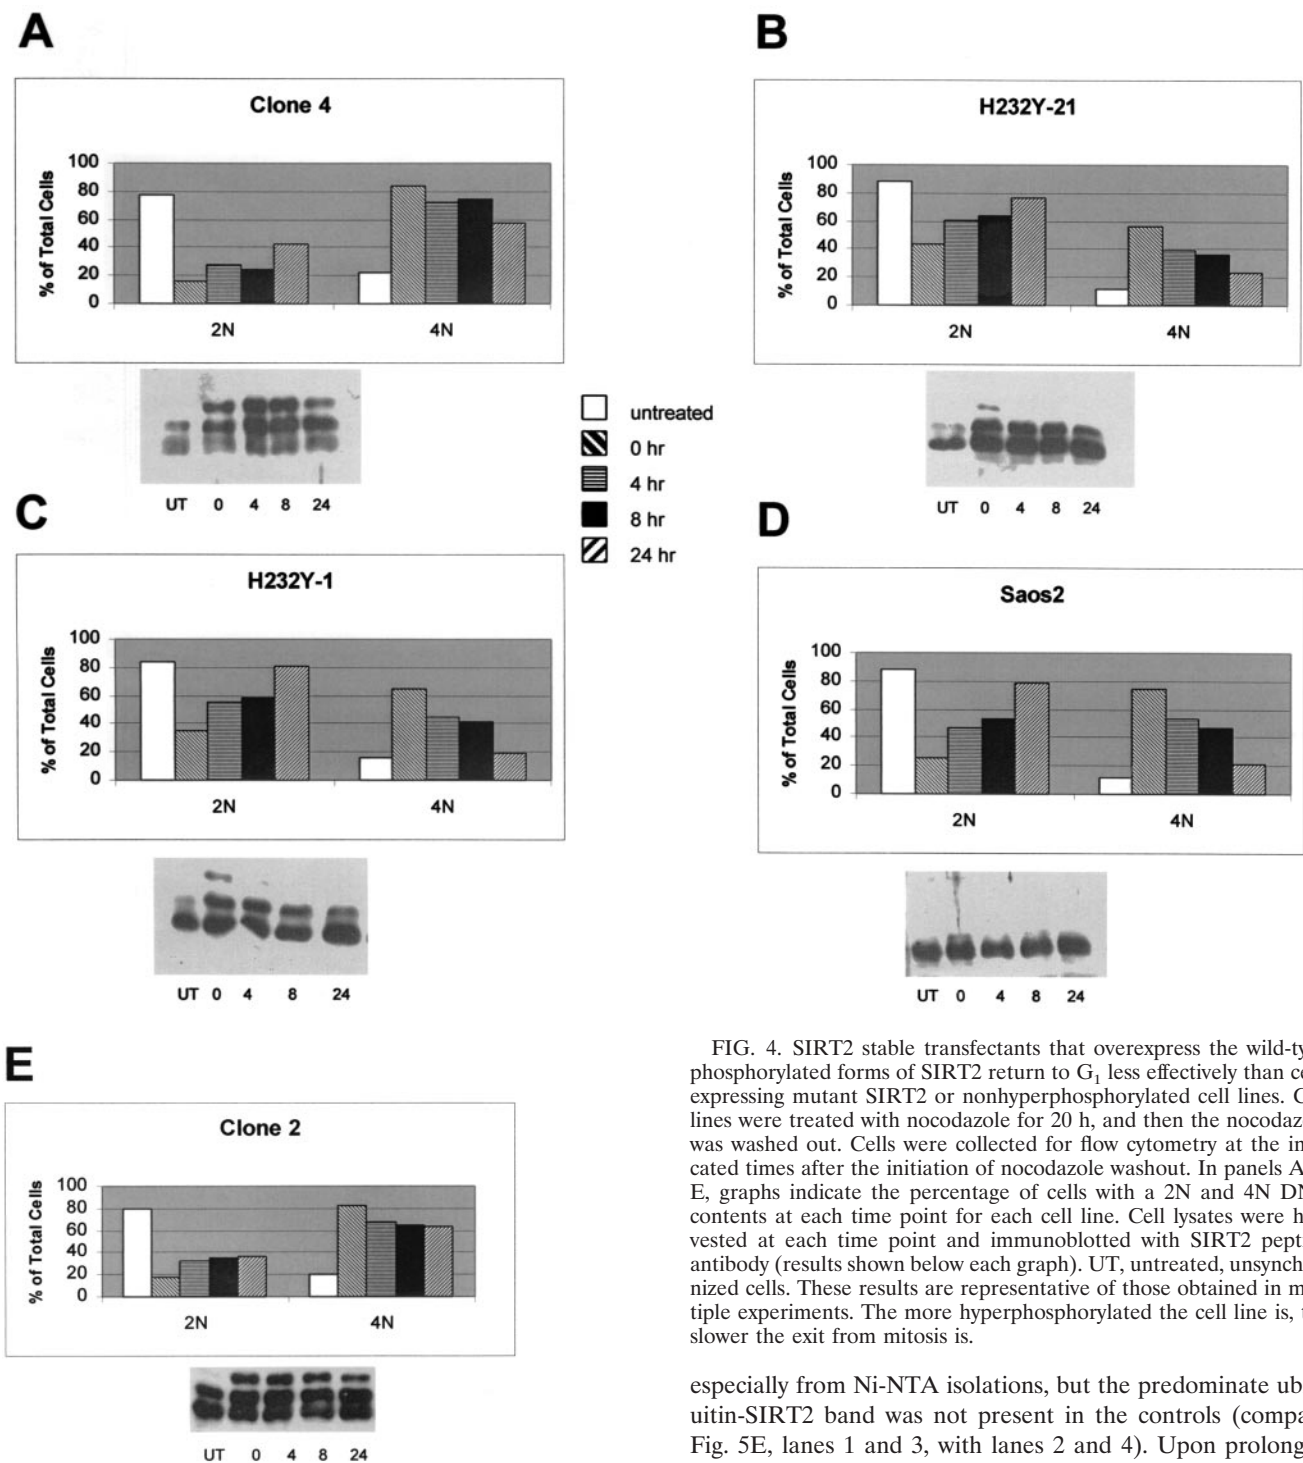 A
Clone 4
% of Total Cells
100
80
60
40
20
0
2N 4N
UT 0 4 8 24
B
H232Y-21
% of Total Cells
100
80
60
40
20
0
2N 4N
UT 0 4 8 24
untreated
0 hr
4 hr
8 hr
24 hr
C
H232Y-1
% of Total Cells
100
80
60
40
20
0
2N 4N
UT 0 4 8 24
D
Saos2
% of Total Cells
100
80
60
40
20
0
2N 4N
UT 0 4 8 24
E
Clone 2
% of Total Cells
100
80
60
40
20
0
2N 4N
UT 0 4 8 24
FIG. 4. SIRT2 stable transfectants that overexpress the wild-ty
phosphorylated forms of SIRT2 return to G₁ less effectively than ce
expressing mutant SIRT2 or nonhyperphosphorylated cell lines. C
lines were treated with nocodazole for 20 h, and then the nocodaz
was washed out. Cells were collected for flow cytometry at the in
cated times after the initiation of nocodazole washout. In panels A
E, graphs indicate the percentage of cells with a 2N and 4N DN
contents at each time point for each cell line. Cell lysates were h
vested at each time point and immunoblotted with SIRT2 pepti
antibody (results shown below each graph). UT, untreated, unsynch
nized cells. These results are representative of those obtained in m
tiple experiments. The more hyperphosphorylated the cell line is, t
slower the exit from mitosis is.
especially from Ni-NTA isolations, but the predominate ub
uitin-SIRT2 band was not present in the controls (compa
Fig. 5E, lanes 1 and 3, with lanes 2 and 4). Upon prolong